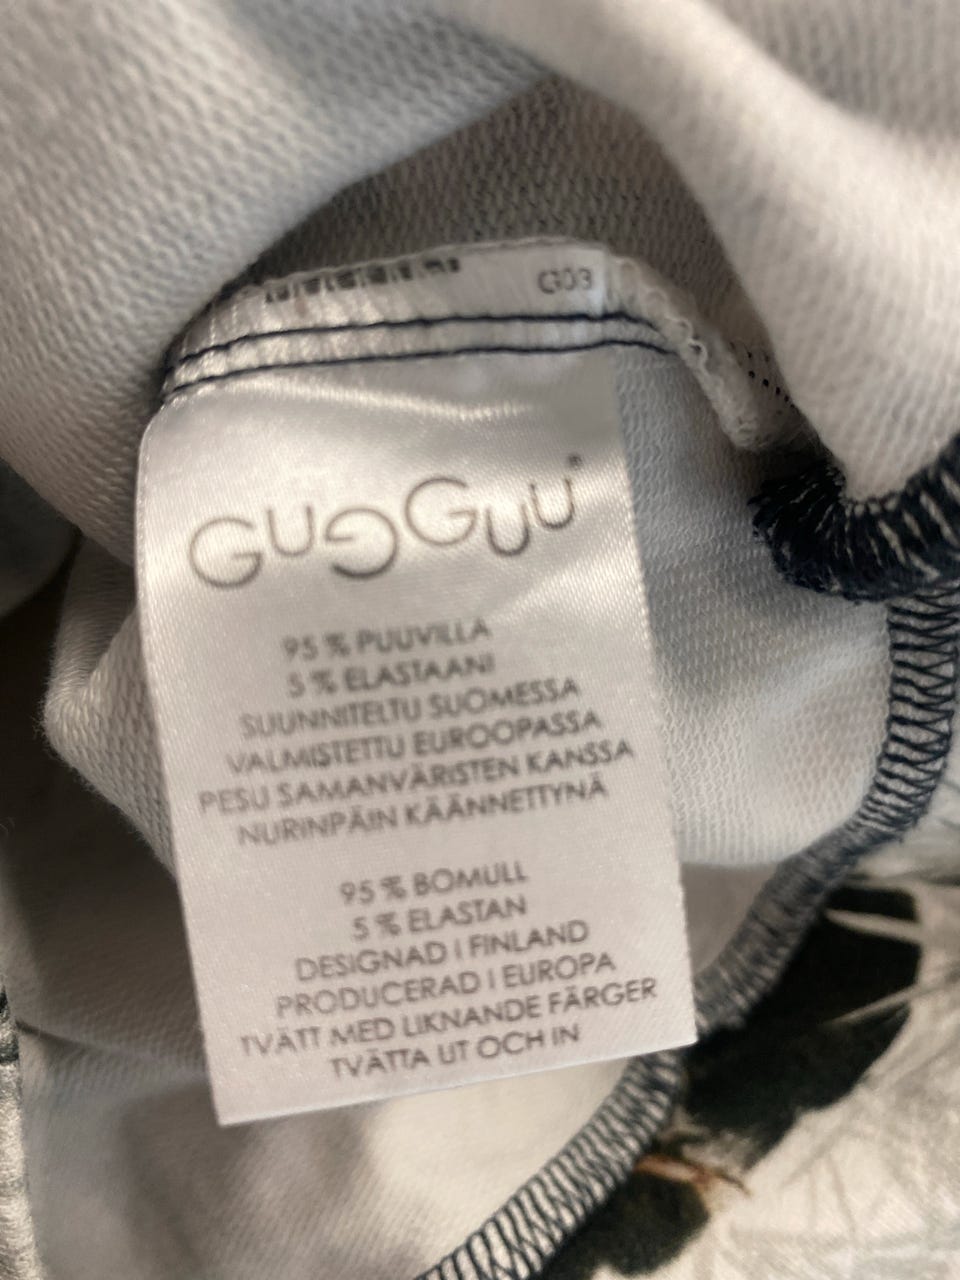 G03
GUGGUU®
95 % PUUVILLA
5 % ELASTAANI
SUUNNITELTU SUOMESSA
VALMISTETTU EUROOPASSA
PESU SAMANVÄRISTEN KANSSA
NURINPÄIN KÄÄNNETTYNÄ
95 % BOMULL
5 % ELASTAN
DESIGNAD I FINLAND
PRODUCERAD I EUROPA
TVÄTT MED LIKNANDE FÄRGER
TVÄTTA UT OCH IN